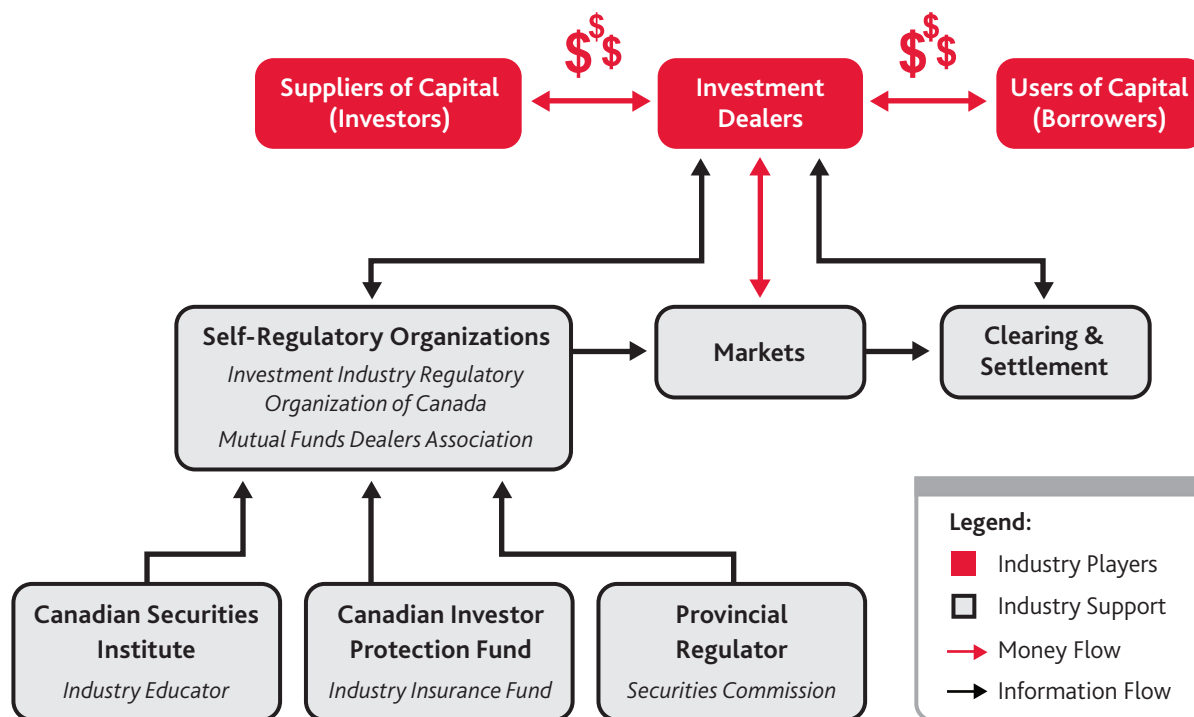 $ $ $
$ $ $
Suppliers of Capital
(Investors)
Investment
Dealers
Users of Capital
(Borrowers)
Self-Regulatory Organizations
Investment Industry Regulatory
Organization of Canada
Mutual Funds Dealers Association
Markets
Clearing &
Settlement
Canadian Securities
Institute
Industry Educator
Canadian Investor
Protection Fund
Industry Insurance Fund
Provincial
Regulator
Securities Commission
Legend:
Industry Players
Industry Support
Money Flow
Information Flow